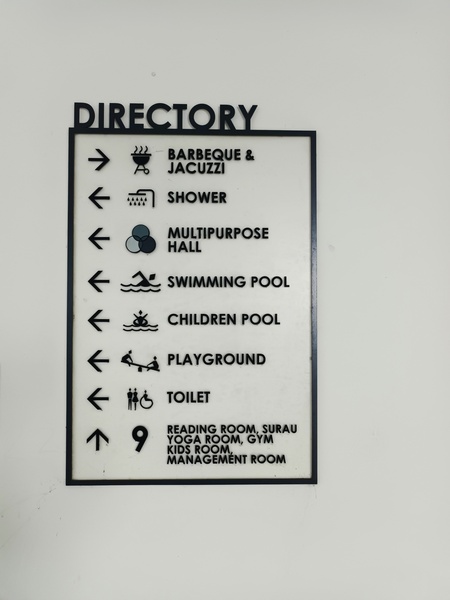 DIRECTORY
BARBEQUE &
JACUZZI
SHOWER
MULTIPURPOSE
HALL
SWIMMING POOL
CHILDREN POOL
PLAYGROUND
TOILET
9
READING ROOM, SURAU
YOGA ROOM, GYM
KIDS ROOM,
MANAGEMENT ROOM